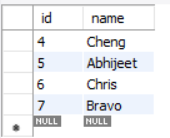 id name
4 Cheng
5 Abhijeet
6 Chris
7 Bravo
NULL NULL